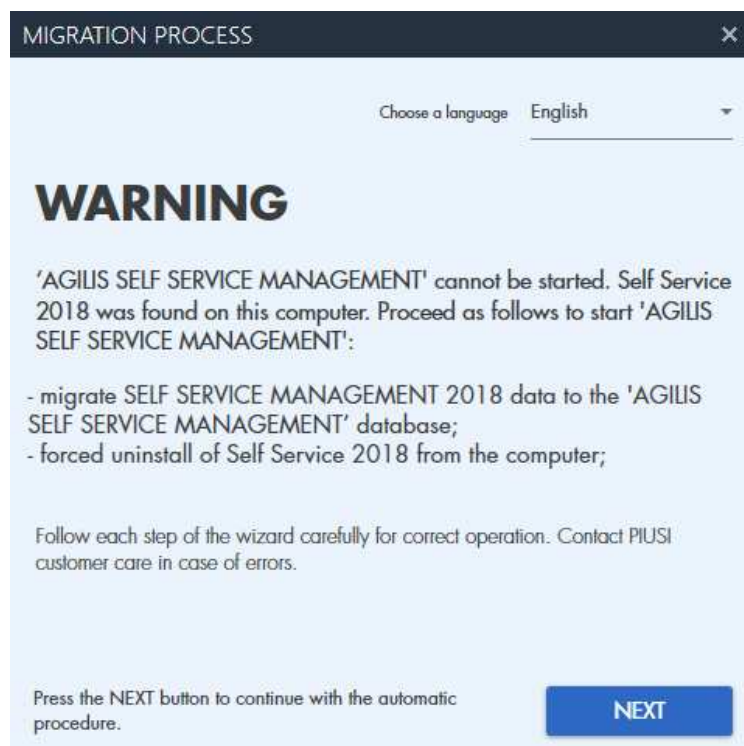 MIGRATION PROCESS
Choose a language English
WARNING
‘AGILIS SELF SERVICE MANAGEMENT' cannot be started. Self Service
2018 was found on this computer. Proceed as follows to start 'AGILIS
SELF SERVICE MANAGEMENT':
- migrate SELF SERVICE MANAGEMENT 2018 data to the 'AGILIS
SELF SERVICE MANAGEMENT’ database;
- forced uninstall of Self Service 2018 from the computer;
Follow each step of the wizard carefully for correct operation. Contact PIUSI
customer care in case of errors.
Press the NEXT button to continue with the automatic
procedure.
NEXT